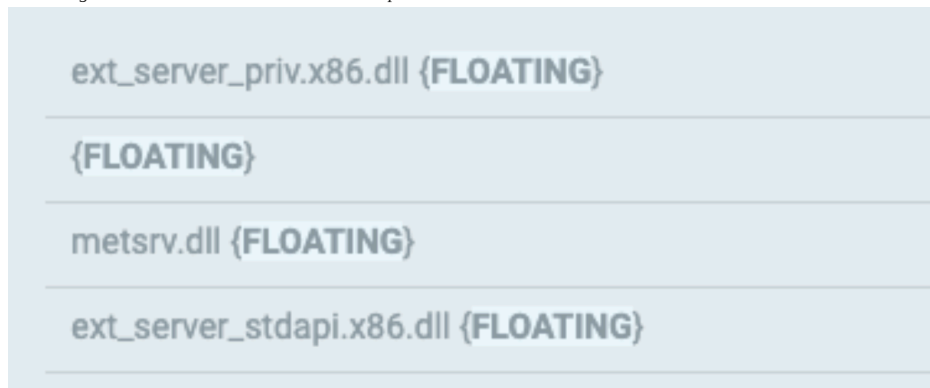 ext_server_priv.x86.dll {FLOATING}
{FLOATING}
metsrv.dll {FLOATING}
ext_server_stdapi.x86.dll {FLOATING}